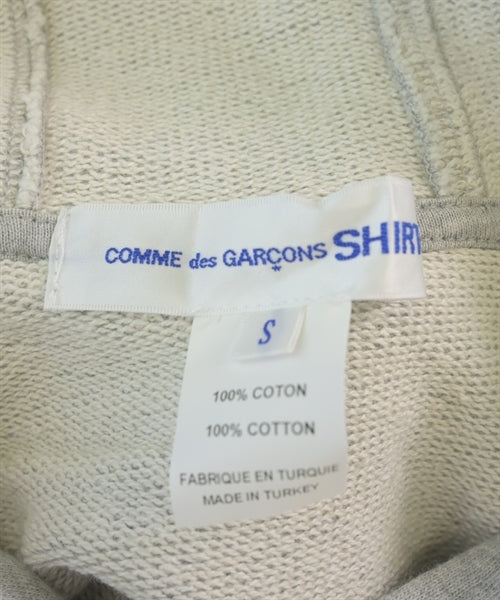 COMME des GARÇONS SHIRT
S
100% COTON
100% COTTON
FABRIQUE EN TURQUIE
MADE IN TURKEY